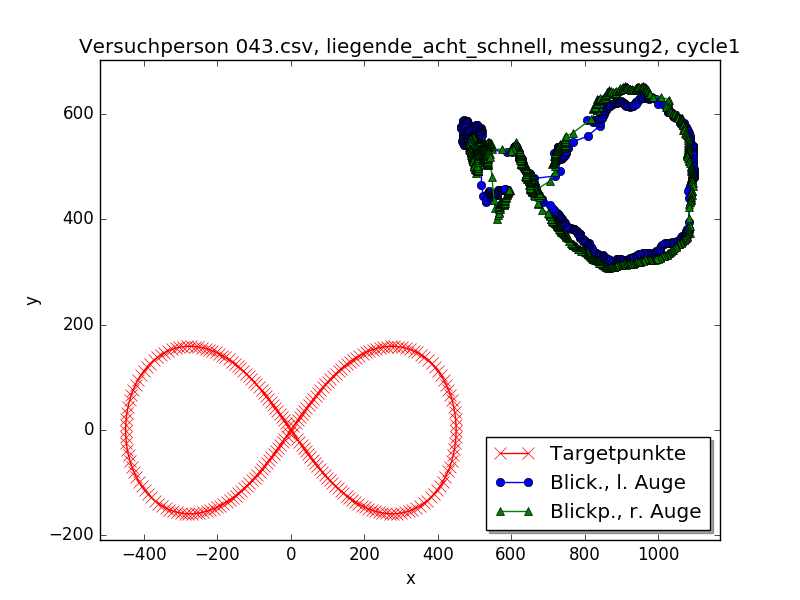 Versuchperson 043.csv, liegende_acht_schnell, messung2, cycle1
600
400
200
0
−200
y
−400 −200 0 200 400 600 800 1000
x
Targetpunkte
Blick., l. Auge
Blickp., r. Auge